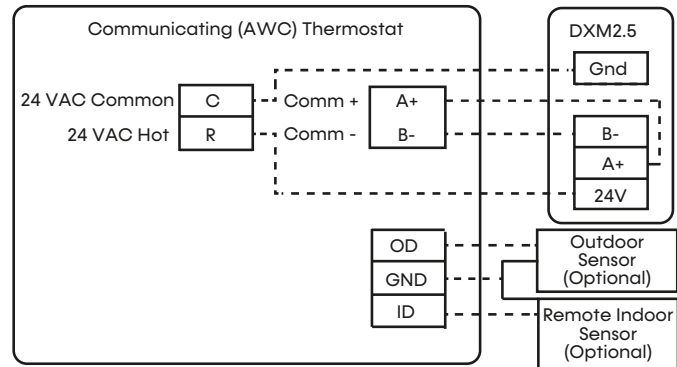 Communicating (AWC) Thermostat
DXM2.5
Gnd
24 VAC Common
C
Comm +
A+
24 VAC Hot
R
Comm -
B-
B-
A+
24V
OD
GND
ID
Outdoor
Sensor
(Optional)
Remote Indoor
Sensor
(Optional)